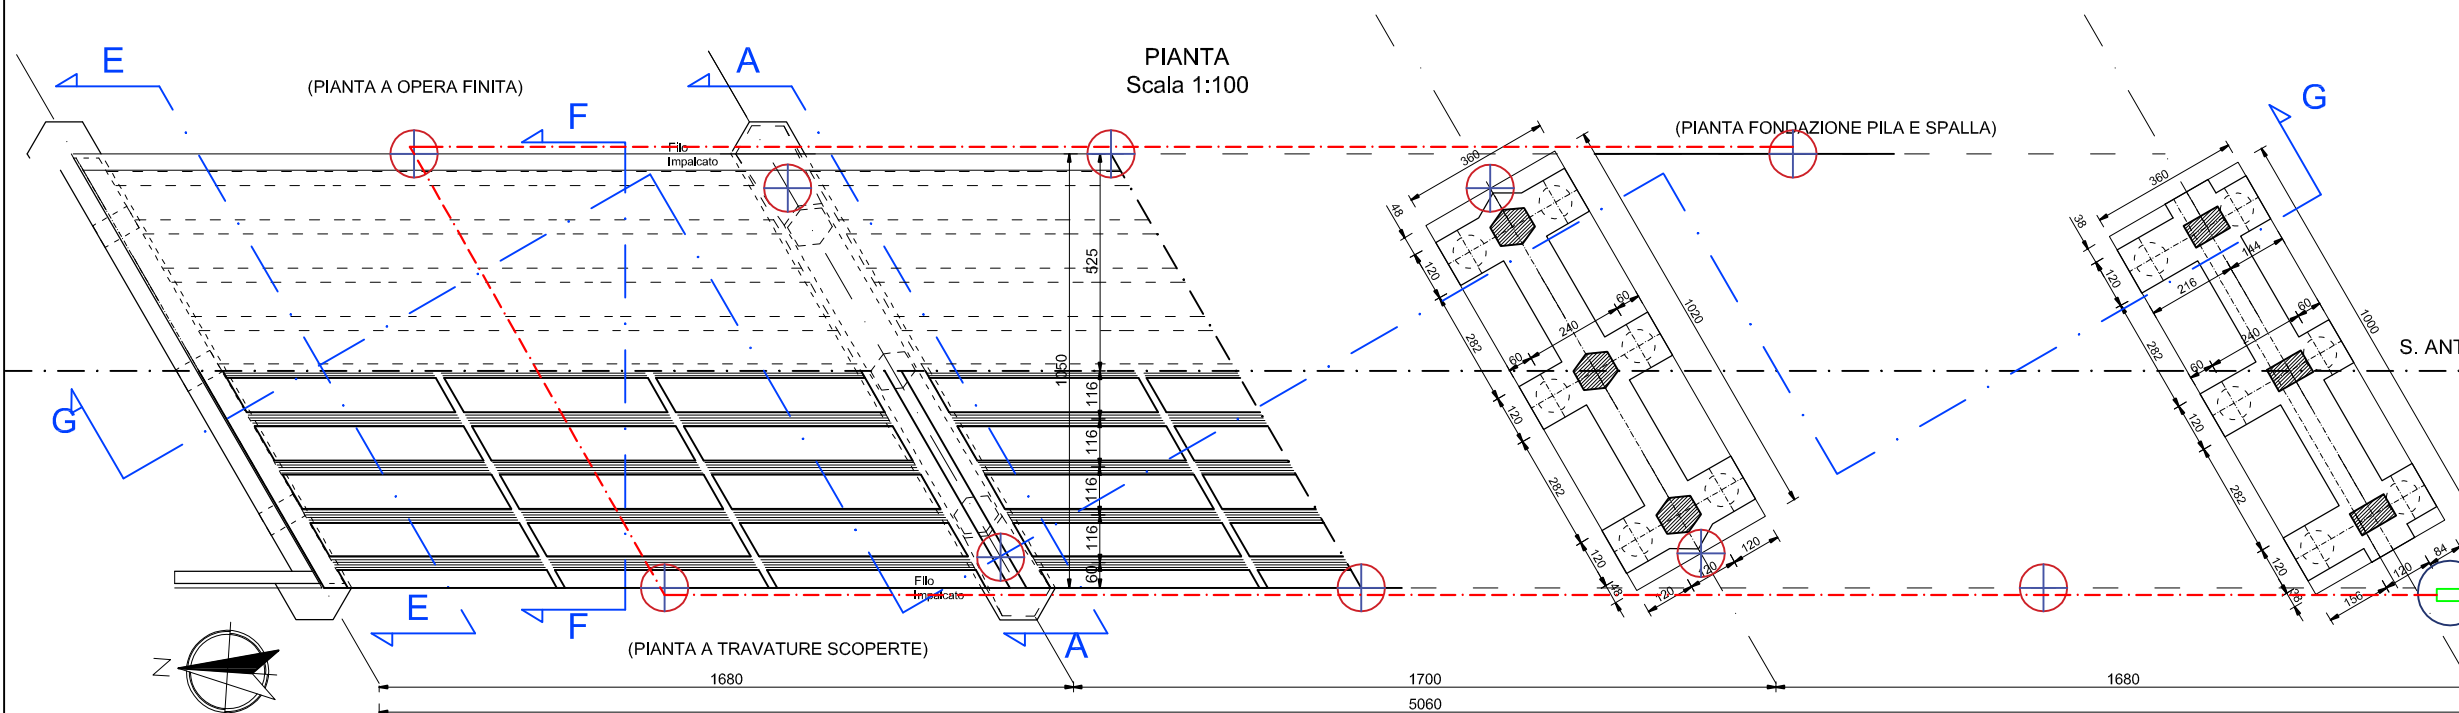 PIANTA
Scala 1:100
(PIANTA A OPERA FINITA)
(PIANTA FONDAZIONE PILA E SPALLA)
E
A
F
G
Filo
Impalcato
360
360
48
38
120
120
525
1050
216
144
60
60
240
240
1020
1000
282
282
60
60
S. ANT
116
116
116
116
60
G
120
120
282
282
120
120
48
38
120
120
120
156
120
84
Filo
Impalcato
E
F
A
N
(PIANTA A TRAVATURE SCOPERTE)
1680
1700
1680
5060